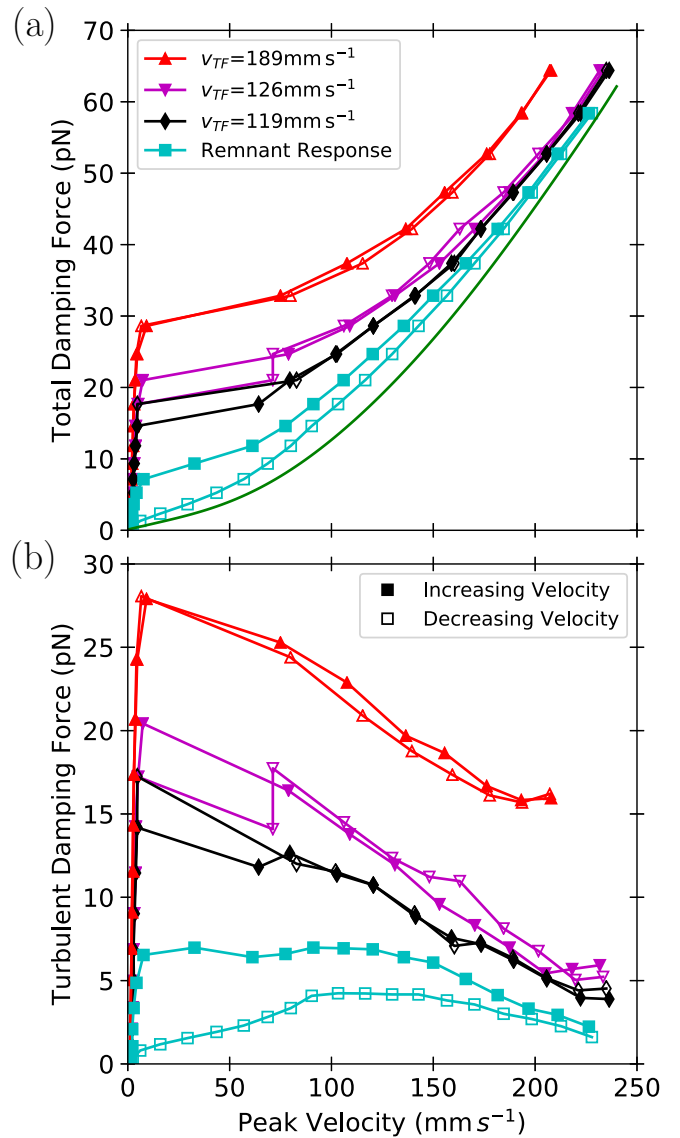 (a)
70
60
50
40
30
20
10
0
Total Damping Force (pN)
v_TF=189mm s⁻¹
v_TF=126mm s⁻¹
v_TF=119mm s⁻¹
Remnant Response
(b)
30
25
20
15
10
5
0
Turbulent Damping Force (pN)
Increasing Velocity
Decreasing Velocity
0 50 100 150 200 250
Peak Velocity (mm s⁻¹)